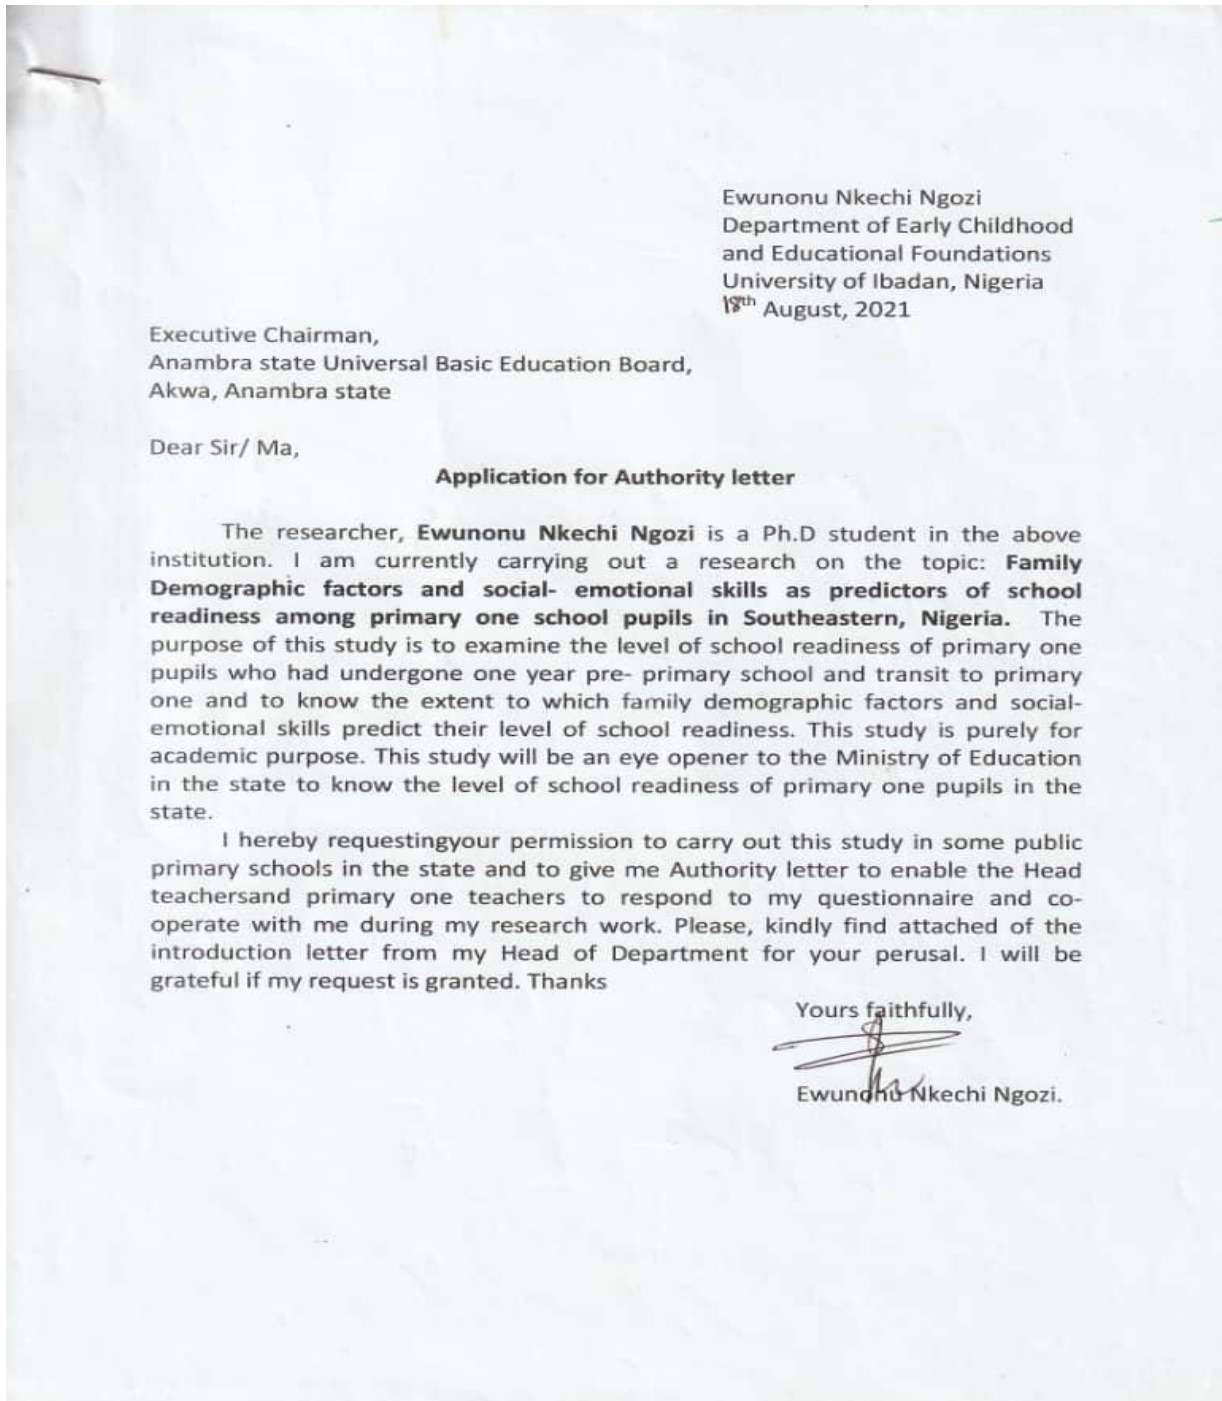 Ewunonu Nkechi Ngozi
Department of Early Childhood
and Educational Foundations
University of Ibadan, Nigeria
18th August, 2021
Executive Chairman,
Anambra state Universal Basic Education Board,
Akwa, Anambra state
Dear Sir/ Ma,
Application for Authority letter
The researcher, Ewunonu Nkechi Ngozi is a Ph.D student in the above
institution. I am currently carrying out a research on the topic: Family
Demographic factors and social- emotional skills as predictors of school
readiness among primary one school pupils in Southeastern, Nigeria. The
purpose of this study is to examine the level of school readiness of primary one
pupils who had undergone one year pre- primary school and transit to primary
one and to know the extent to which family demographic factors and social-
emotional skills predict their level of school readiness. This study is purely for
academic purpose. This study will be an eye opener to the Ministry of Education
in the state to know the level of school readiness of primary one pupils in the
state.
I hereby requestingyour permission to carry out this study in some public
primary schools in the state and to give me Authority letter to enable the Head
teachersand primary one teachers to respond to my questionnaire and co-
operate with me during my research work. Please, kindly find attached of the
introduction letter from my Head of Department for your perusal. I will be
grateful if my request is granted. Thanks
Yours faithfully,
Ewunonu Nkechi Ngozi.